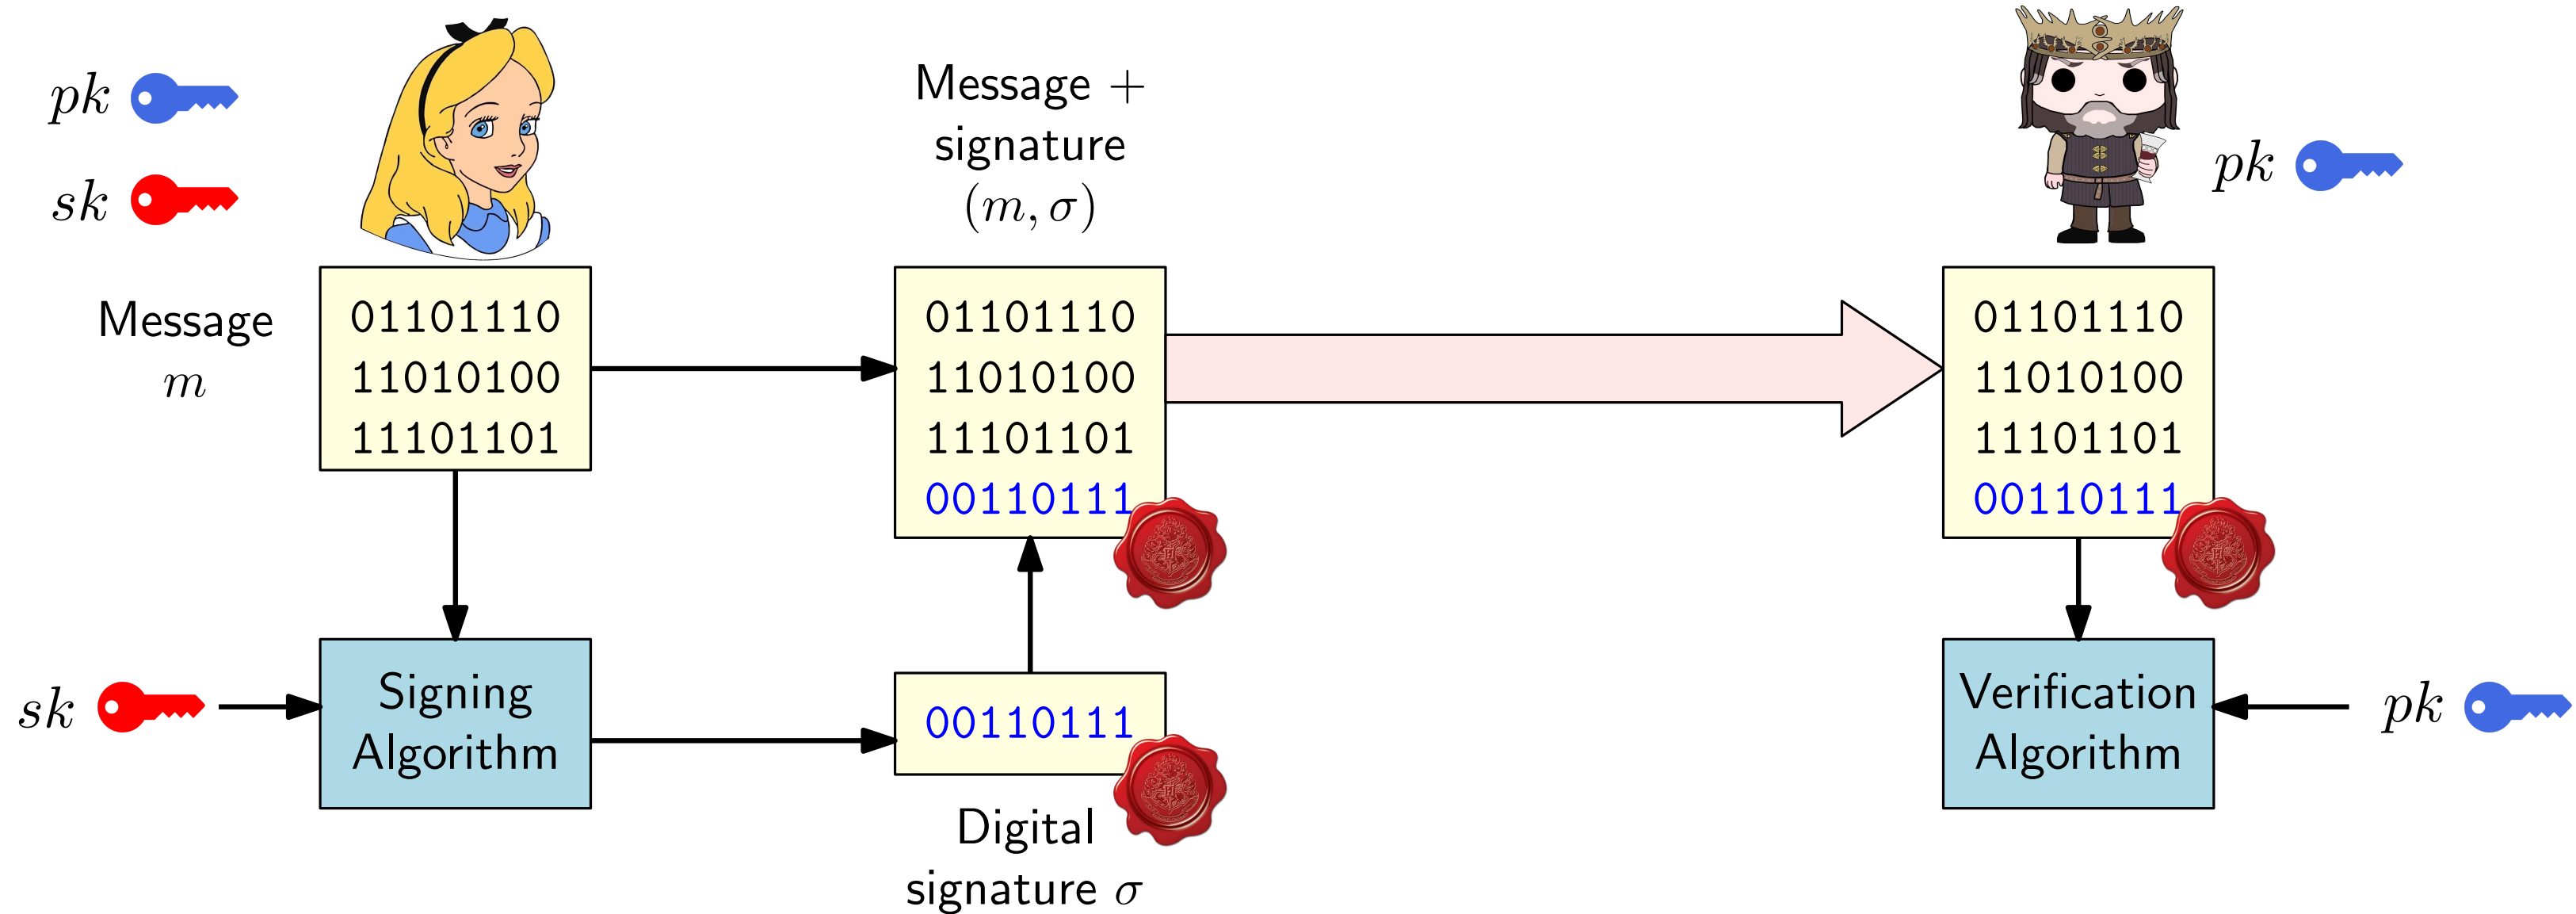 pk
sk
Message
m
01101110
11010100
11101101
sk
Signing
Algorithm
Message +
signature
(m, σ)
01101110
11010100
11101101
00110111
00110111
Digital
signature σ
pk
01101110
11010100
11101101
00110111
Verification
Algorithm
pk